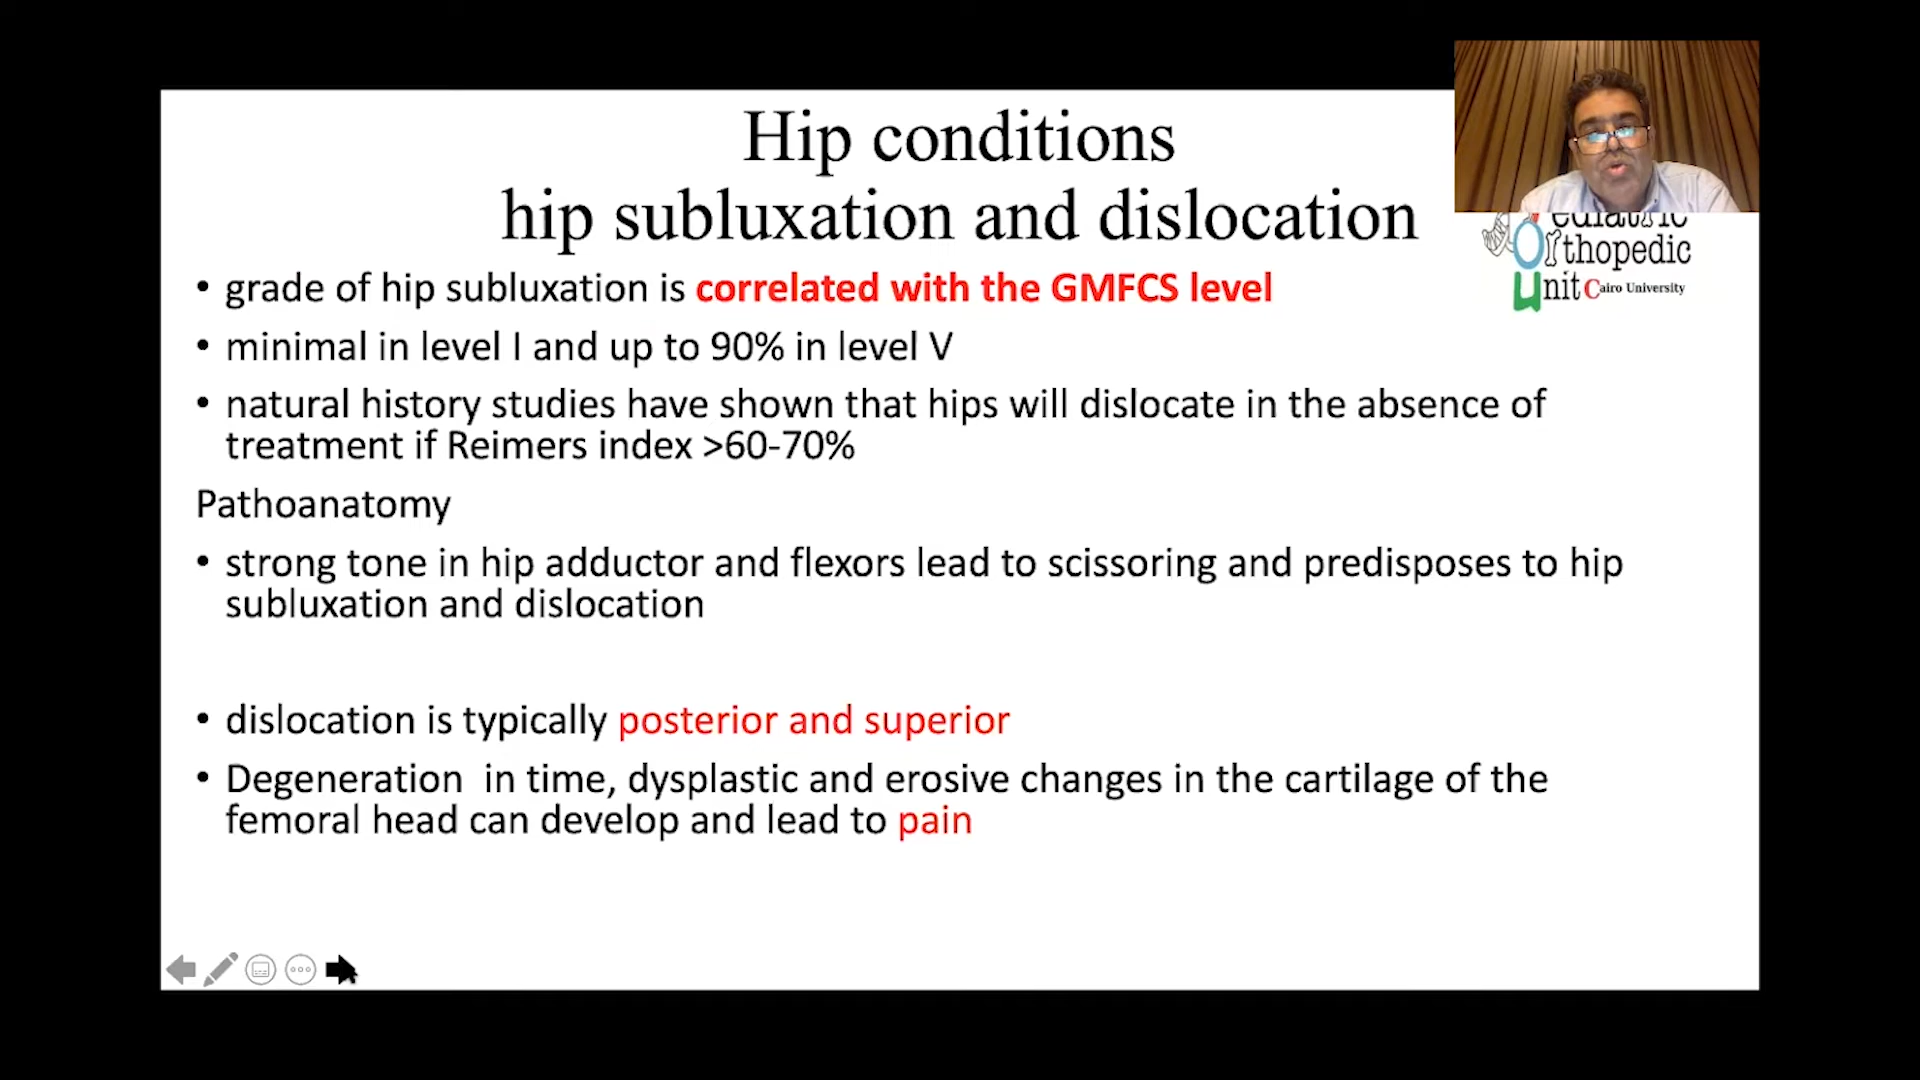 Hip conditions
hip subluxation and dislocation
• grade of hip subluxation is correlated with the GMFCS level
• minimal in level I and up to 90% in level V
• natural history studies have shown that hips will dislocate in the absence of
treatment if Reimers index >60-70%
Pathoanatomy
• strong tone in hip adductor and flexors lead to scissoring and predisposes to hip
subluxation and dislocation
• dislocation is typically posterior and superior
• Degeneration  in time, dysplastic and erosive changes in the cartilage of the
femoral head can develop and lead to pain
ediatric
Orthopedic
Unit Cairo University